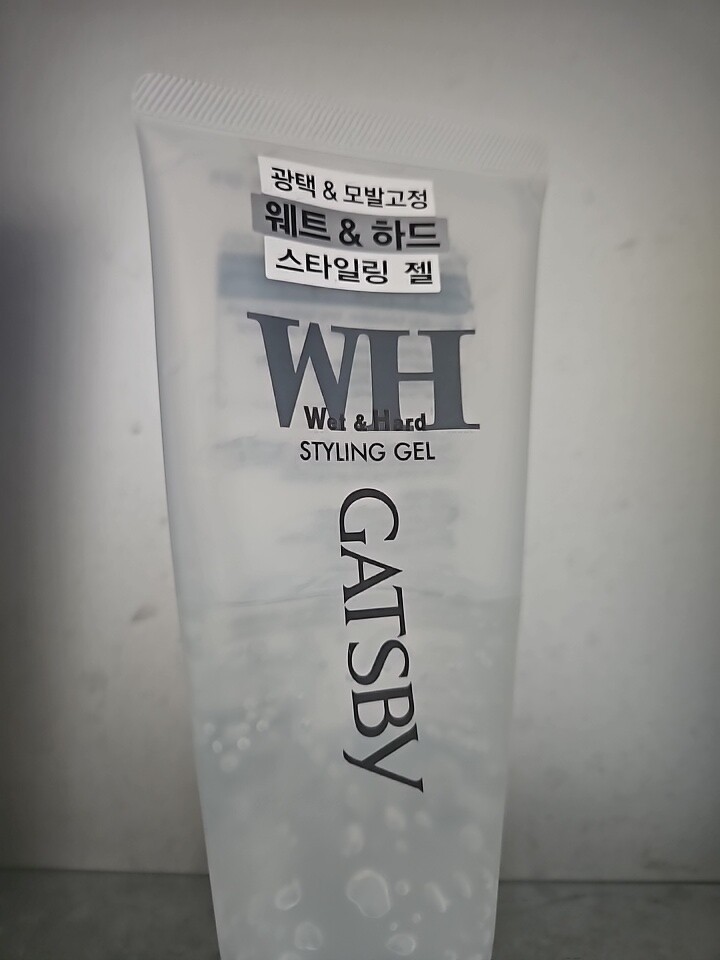 광택 & 모발고정
웨트 & 하드
스타일링 젤
WH
Wet & Hard
STYLING GEL
GATSBY